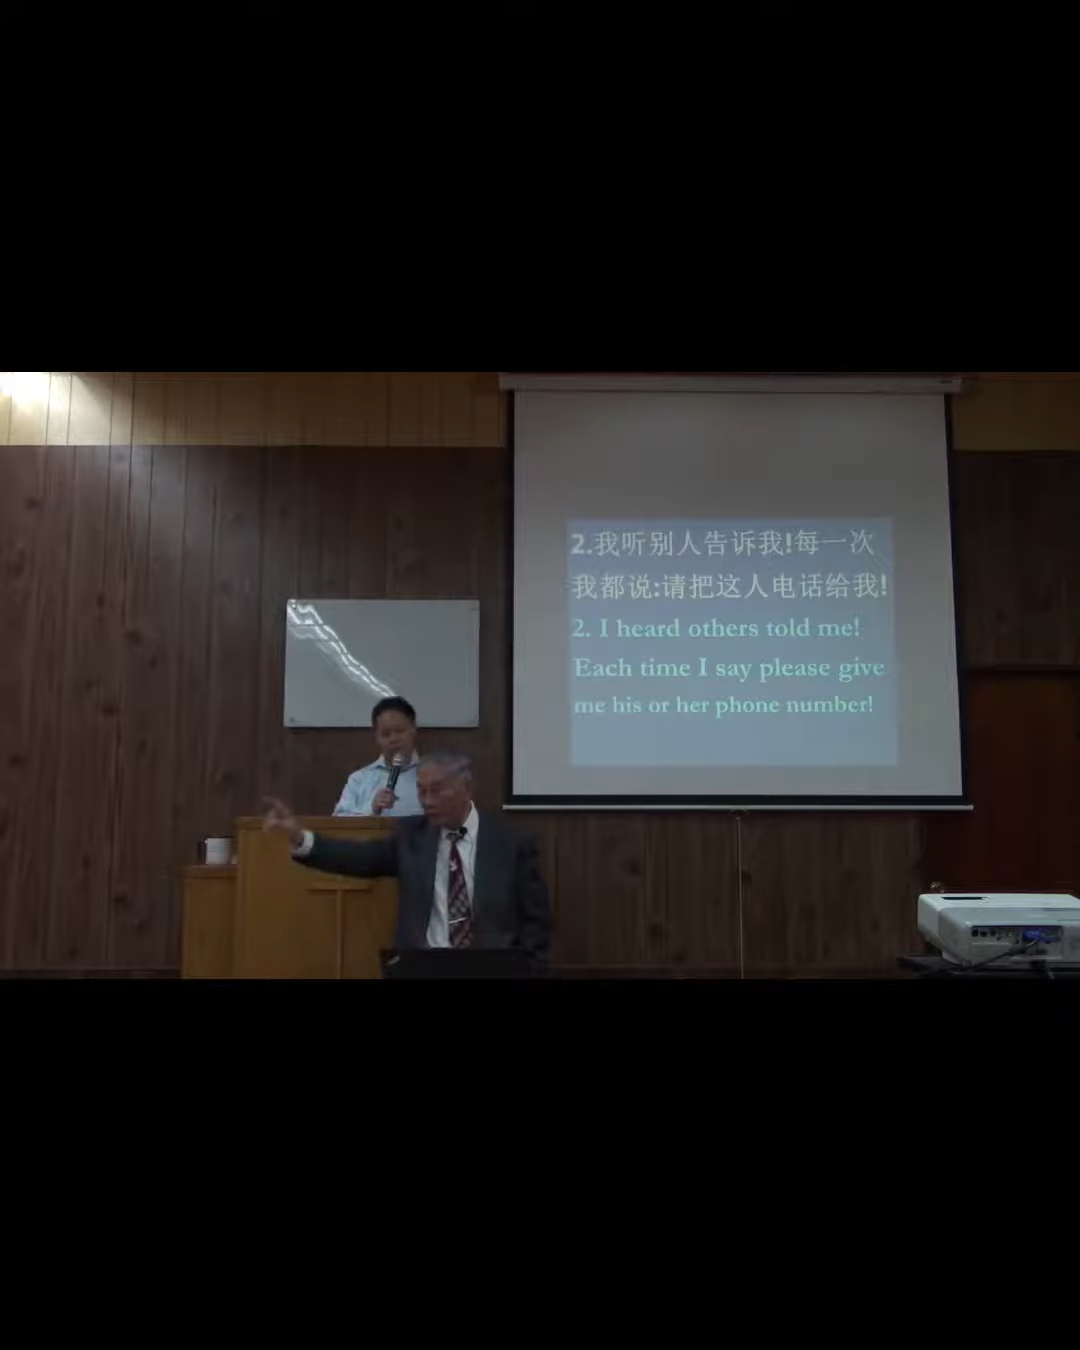 2.我听别人告诉我!每一次
我都说:请把这人电话给我!
2. I heard others told me!
Each time I say please give
me his or her phone number!